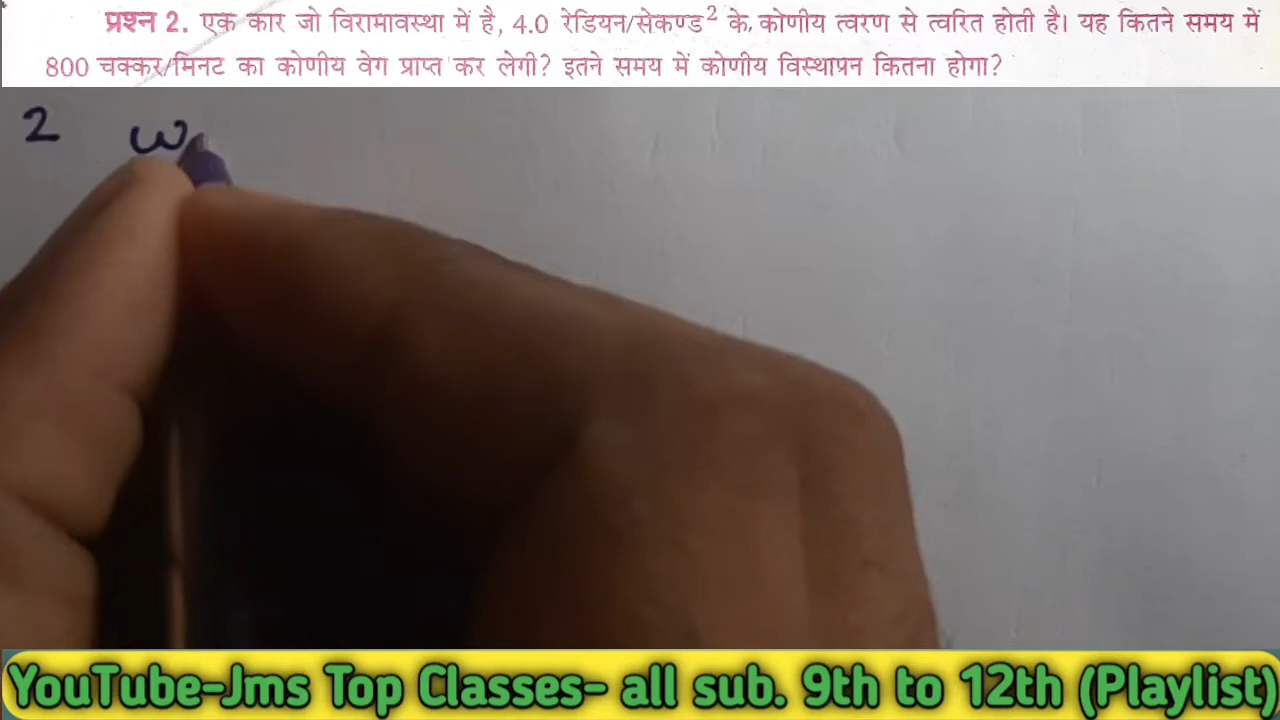 प्रश्न 2. एक कार जो विरामावस्था में है, 4.0 रेडियन/सेकण्ड² के कोणीय त्वरण से त्वरित होती है। यह कितने समय में
800 चक्कर/मिनट का कोणीय वेग प्राप्त कर लेगी? इतने समय में कोणीय विस्थापन कितना होगा?
2 ω
YouTube-Jms Top Classes- all sub. 9th to 12th (Playlist)